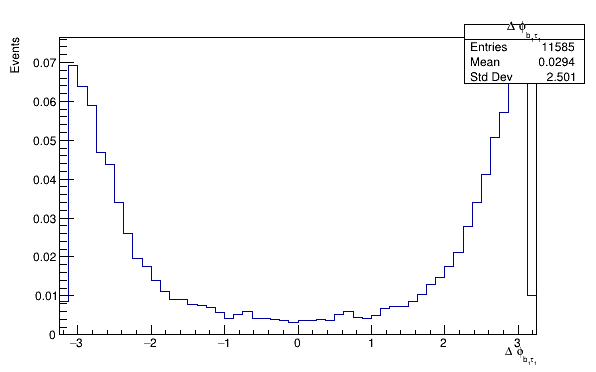 Δ φ_{b₁τ₁}
Entries 11585
Mean 0.0294
Std Dev 2.501
Events
0.07
0.06
0.05
0.04
0.03
0.02
0.01
0
−3 −2 −1 0 1 2 3
Δ φ_{b₁τ₁}